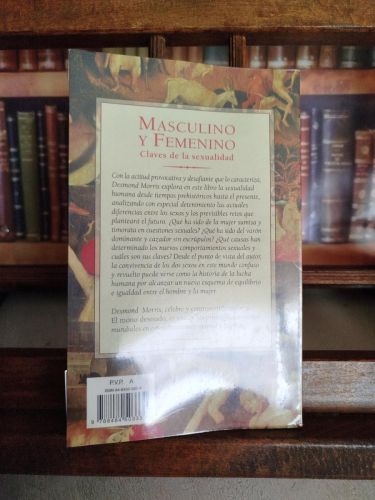 MASCULINO
Y FEMENINO
Claves de la sexualidad
Con la actitud provocativa y desafiante que lo caracteriza,
Desmond Morris explora en este libro la sexualidad
humana desde tiempos prehistóricos hasta el presente,
analizando con especial detenimiento las actuales
diferencias entre los sexos y los previsibles retos que
planteará el futuro. ¿Qué ha sido de la mujer sumisa y
timorata en cuestiones sexuales? ¿Qué ha sido del varón
dominante y cazador sin escrúpulos? ¿Qué causas han
determinado los nuevos comportamientos sexuales y
cuáles son sus claves? Desde el punto de vista del autor,
la convivencia de los dos sexos en este mundo confuso
y revuelto puede verse como la historia de la lucha
humana por alcanzar un nuevo esquema de equilibrio
e igualdad entre el hombre y la mujer.
Desmond Morris, célebre y
El mono desnudo,
mundiales en
P.V.P. A